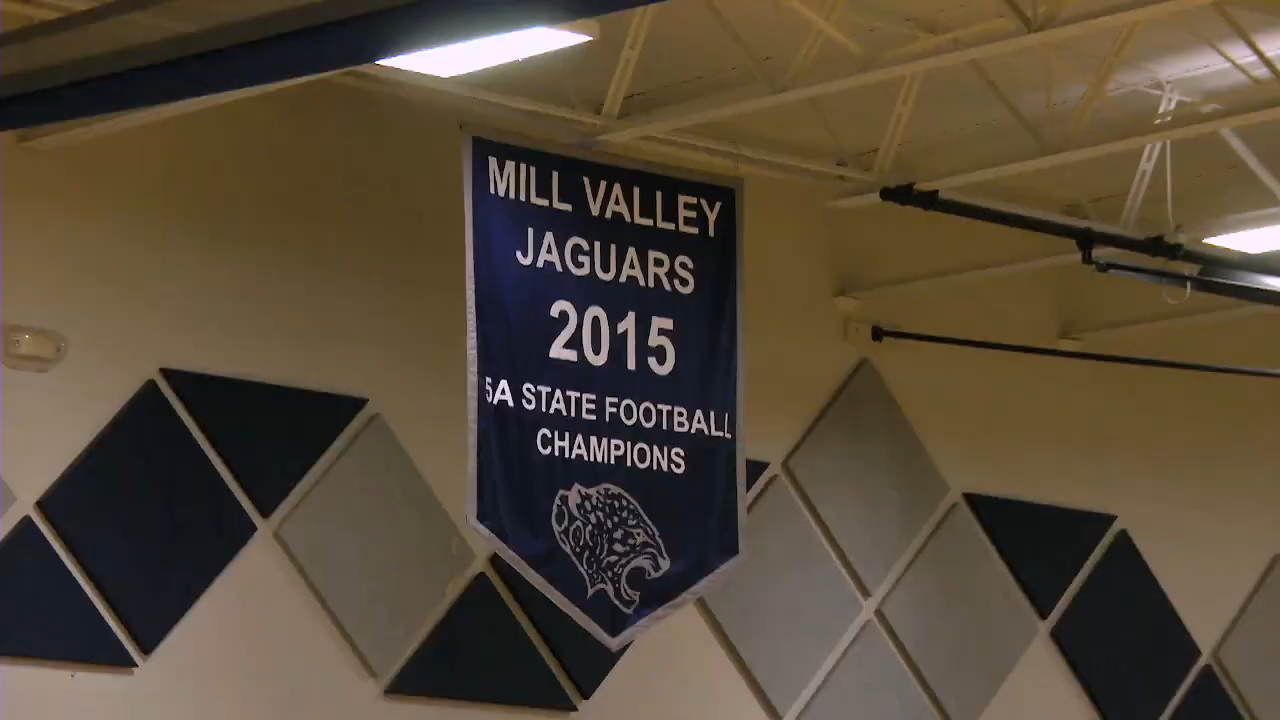 MILL VALLEY
JAGUARS
2015
5A STATE FOOTBALL
CHAMPIONS